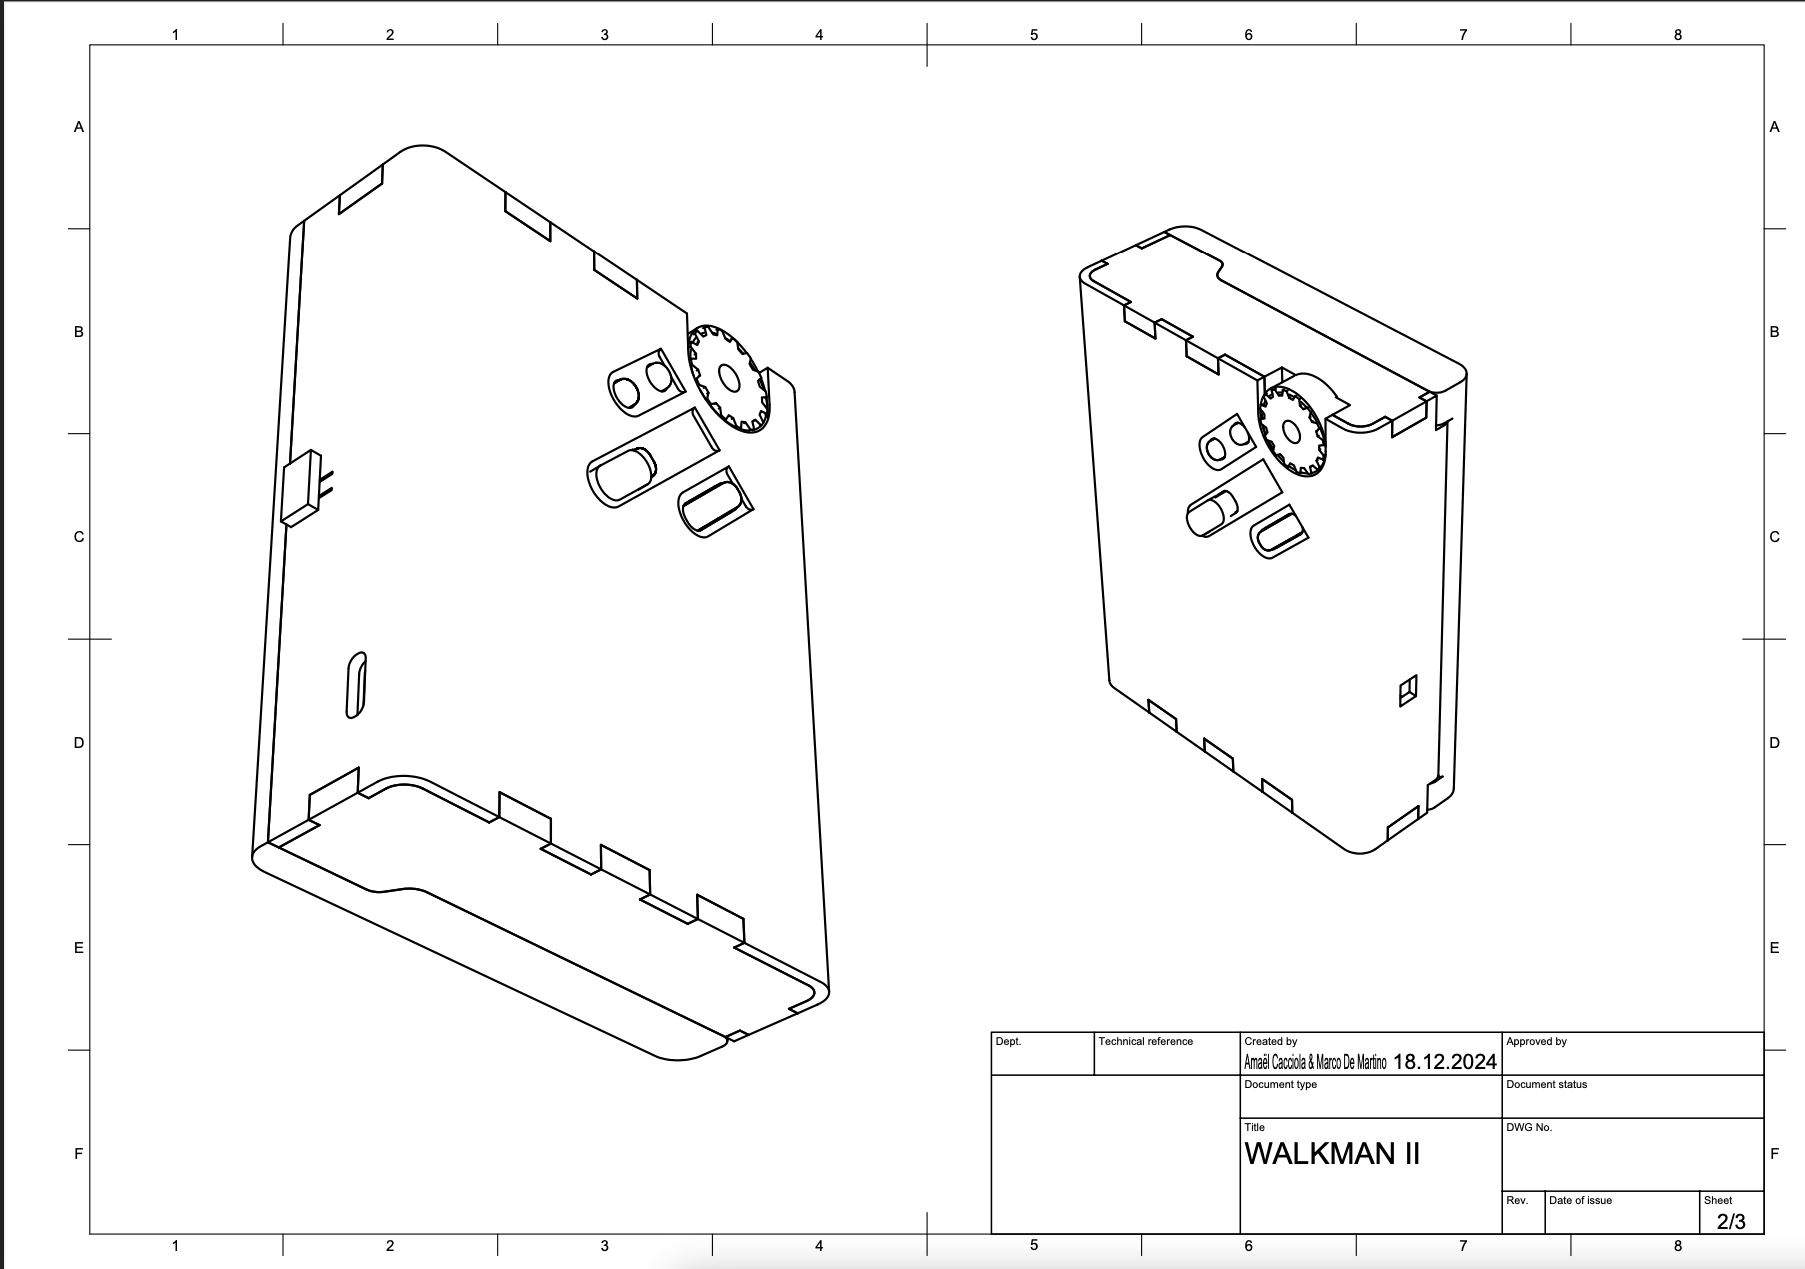 1 2 3 4 5 6 7 8
A A
B B
C C
D D
E E
F F
Dept.
Technical reference
Created by
Amaël Cacciola & Marco De Martino 18.12.2024
Approved by
Document type
Document status
Title
WALKMAN II
DWG No.
Rev.
Date of issue
Sheet
2/3
1 2 3 4 5 6 7 8